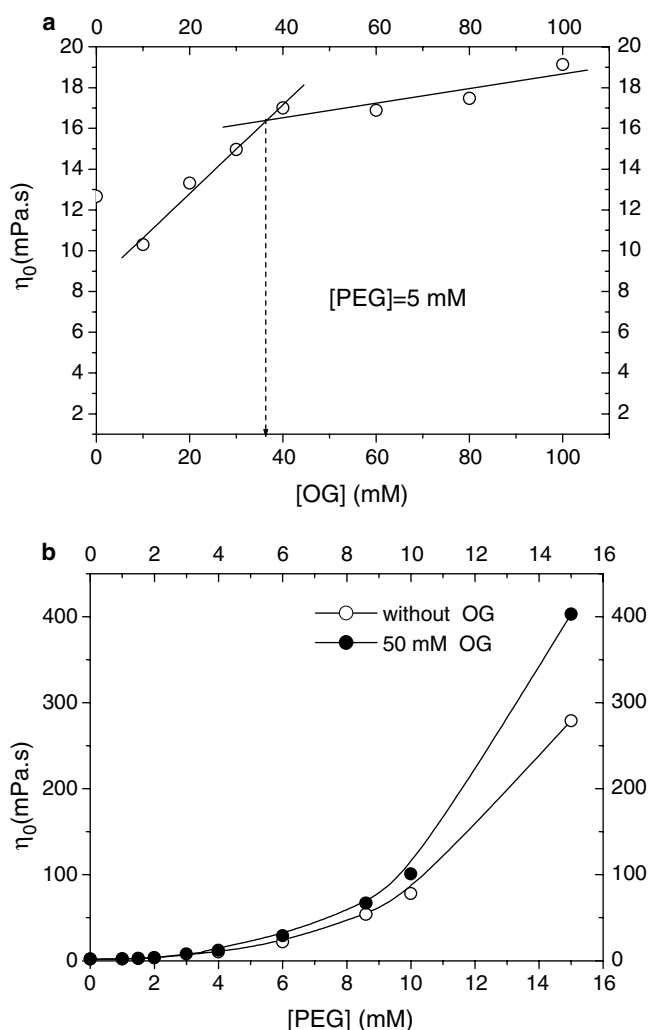 a
0 20 40 60 80 100
20 20
18 18
16 16
14 14
12 12
10 10
8 8
6 6
4 4
2 2
η0(mPa.s)
[PEG]=5 mM
0 20 40 60 80 100
[OG] (mM)
b
0 2 4 6 8 10 12 14 16
400 400
300 300
200 200
100 100
0 0
η0(mPa.s)
without OG
50 mM OG
0 2 4 6 8 10 12 14 16
[PEG] (mM)